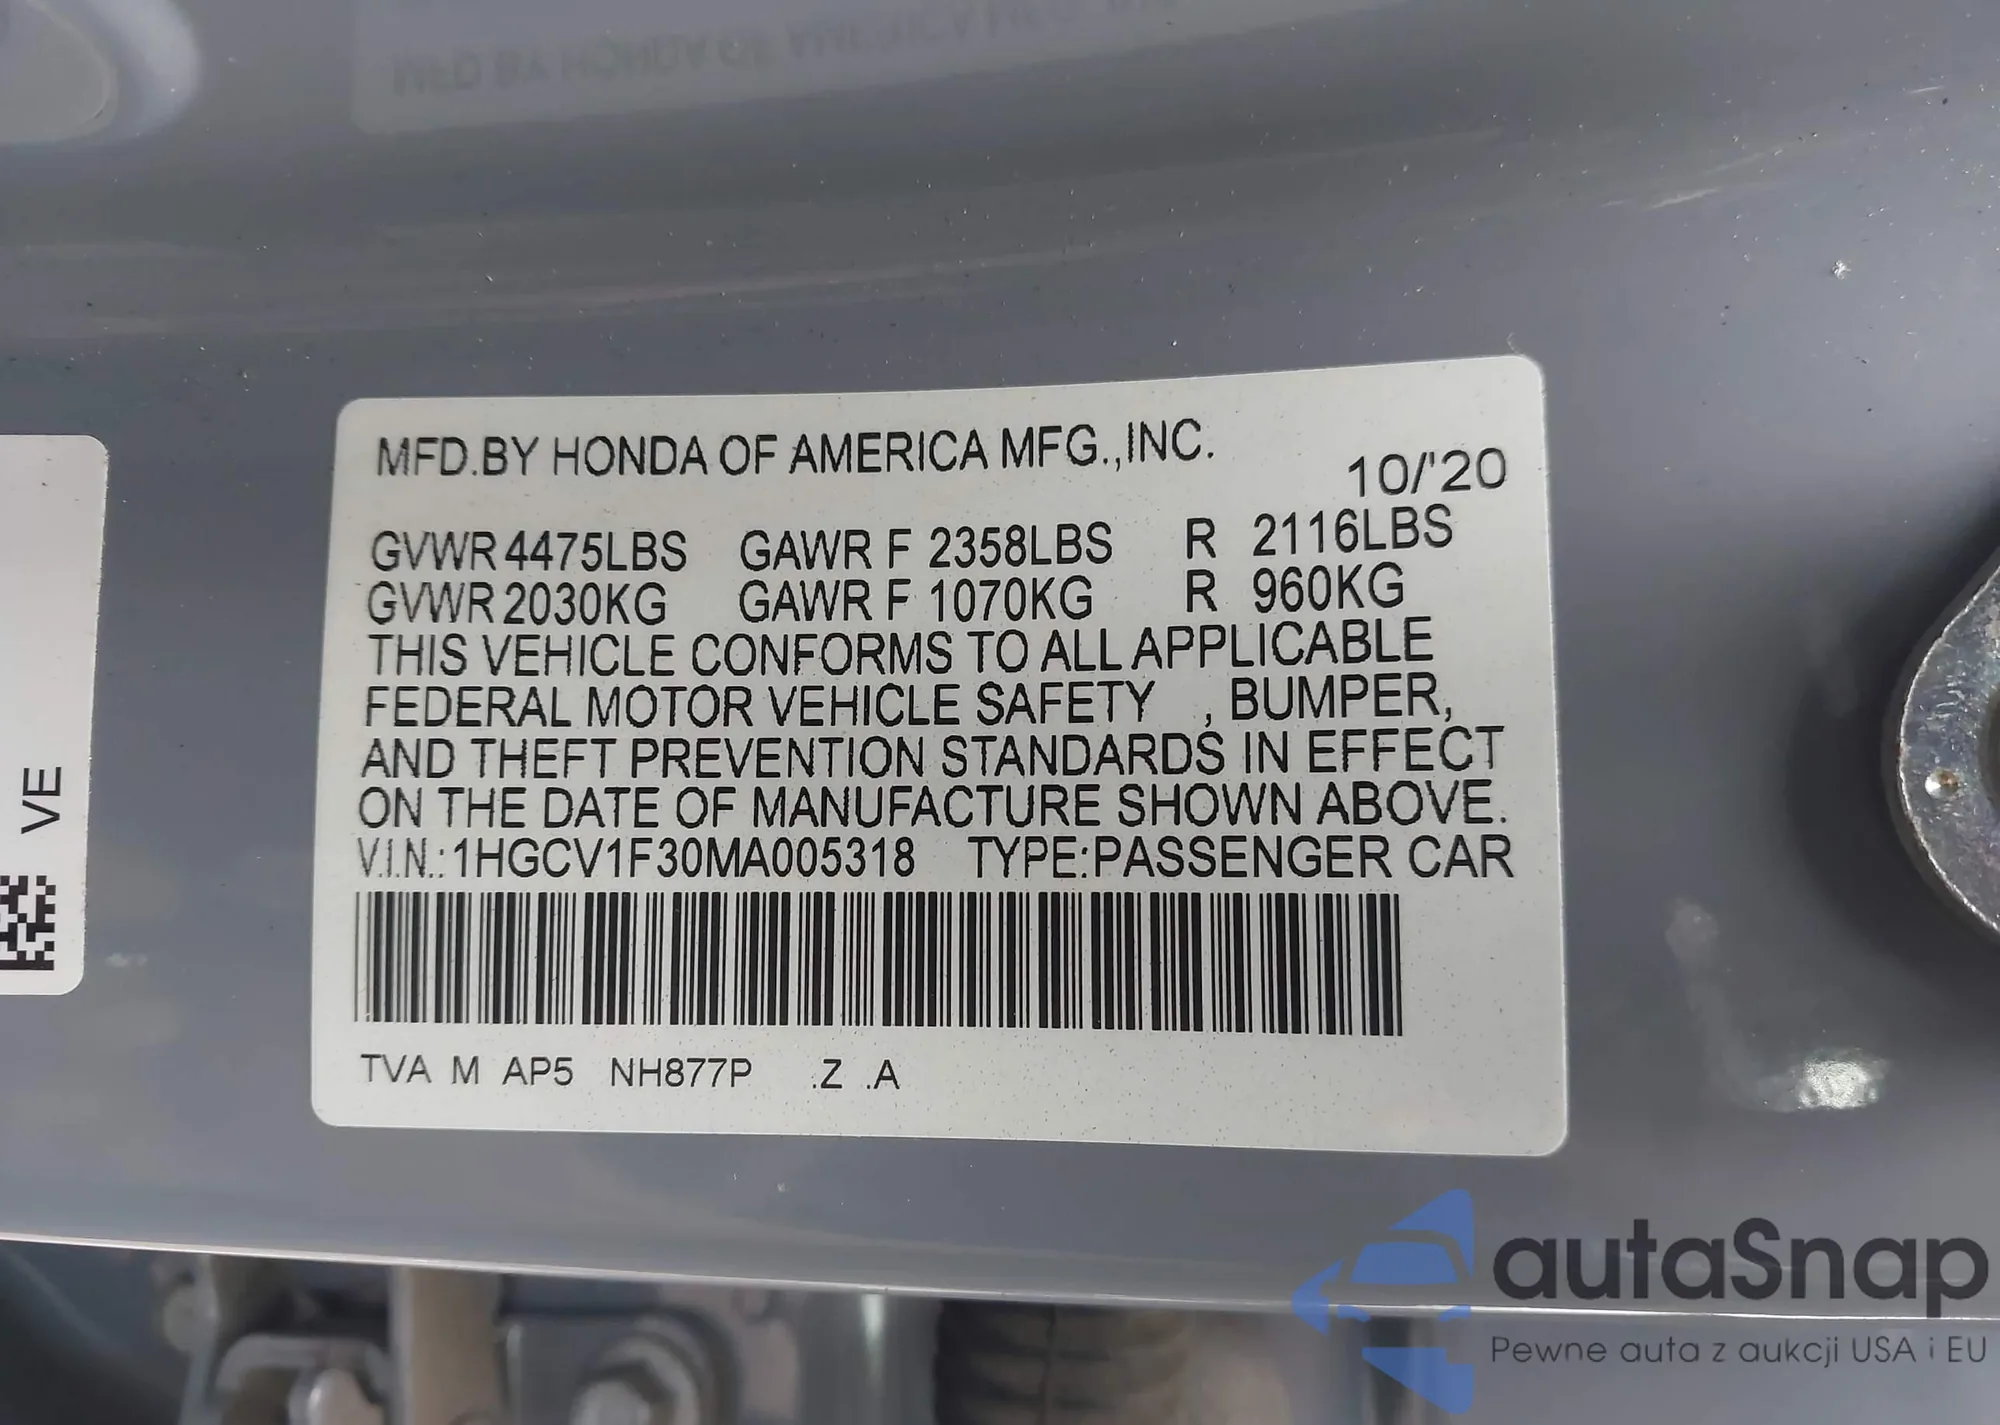 MFD.BY HONDA OF AMERICA MFG.,INC.
10/'20
GVWR 4475LBS GAWR F 2358LBS R 2116LBS
GVWR 2030KG GAWR F 1070KG R 960KG
THIS VEHICLE CONFORMS TO ALL APPLICABLE
FEDERAL MOTOR VEHICLE SAFETY , BUMPER,
AND THEFT PREVENTION STANDARDS IN EFFECT
ON THE DATE OF MANUFACTURE SHOWN ABOVE.
V.I.N.: 1HGCV1F30MA005318 TYPE:PASSENGER CAR
TVA M AP5 NH877P .Z .A
VE
autaSnap
Pewne auta z aukcji USA i EU